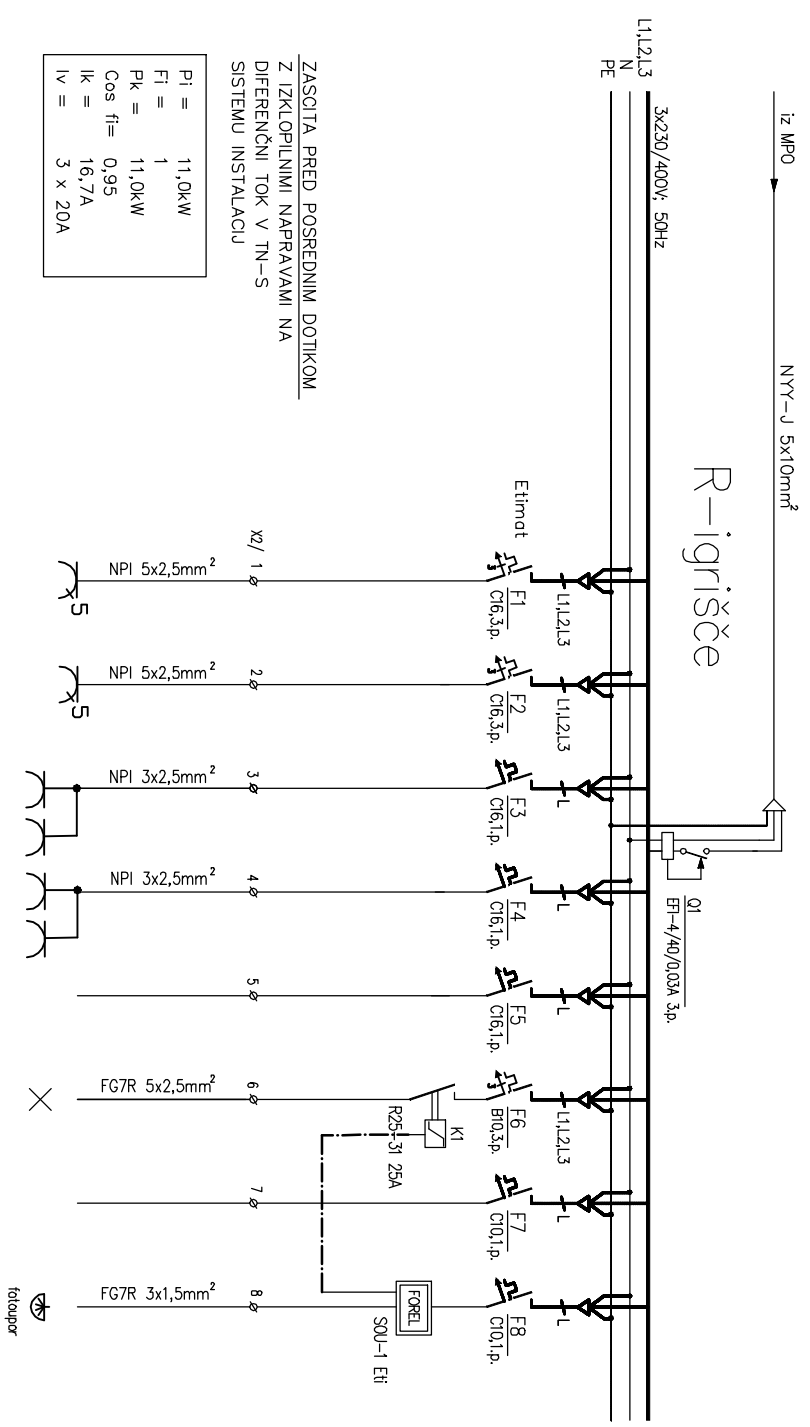 iz MPO
NYY-J 5x10mm²
R-igrišče
L1,L2,L3
N
PE
3x230/400V; 50Hz
Q1
EFI-4/40/0,03A 3.p.
Etimat
L1,L2,L3
L1,L2,L3
L
L
L
L1,L2,L3
L
L
F1
C16,3.p.
F2
C16,3.p.
F3
C16,1.p.
F4
C16,1.p.
F5
C16,1.p.
F6
B10,3.p.
F7
C10,1.p.
F8
C10,1.p.
K1
R25-31 25A
FOREL
SOU-1 Eti
X2/ 1
2
3
4
5
6
7
8
NPI 5x2,5mm²
NPI 5x2,5mm²
NPI 3x2,5mm²
NPI 3x2,5mm²
FG7R 5x2,5mm²
FG7R 3x1,5mm²
5
5
fotoupor
ZASCITA PRED POSREDNIM DOTIKOM
Z IZKLOPILNIMI NAPRAVAMI NA
DIFERENČNI TOK V TN-S
SISTEMU INSTALACIJ
Pi = 11,0kW
Fi = 1
Pk = 11,0kW
Cos fi= 0,95
Ik = 16,7A
Iv = 3 x 20A